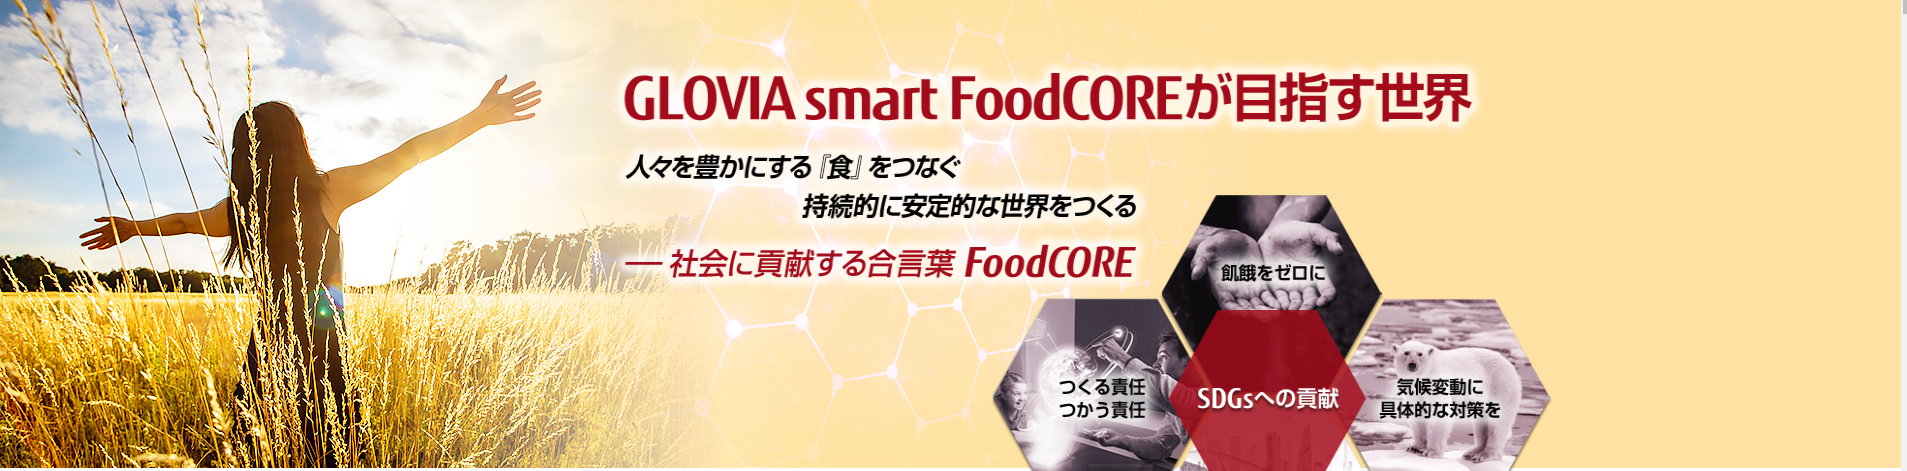 GLOVIA smart FoodCOREが目指す世界
人々を豊かにする『食』をつなぐ
持続的に安定的な世界をつくる
― 社会に貢献する合言葉 FoodCORE
飢餓をゼロに
つくる責任
つかう責任
SDGsへの貢献
気候変動に
具体的な対策を